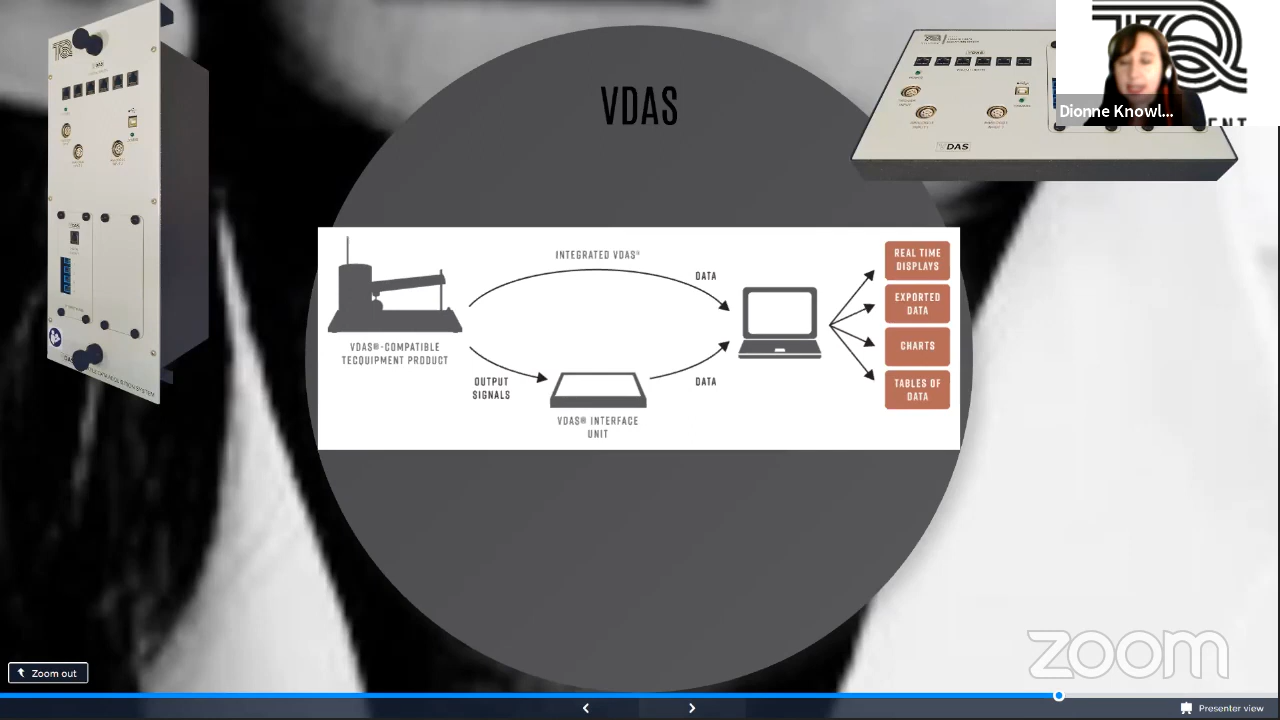 VDAS
Dionne Knowl...
INTEGRATED VDAS®
DATA
VDAS®-COMPATIBLE
TECQUIPMENT PRODUCT
OUTPUT
SIGNALS
DATA
VDAS® INTERFACE
UNIT
REAL TIME
DISPLAYS
EXPORTED
DATA
CHARTS
TABLES OF
DATA
zoom
Zoom out
Presenter view